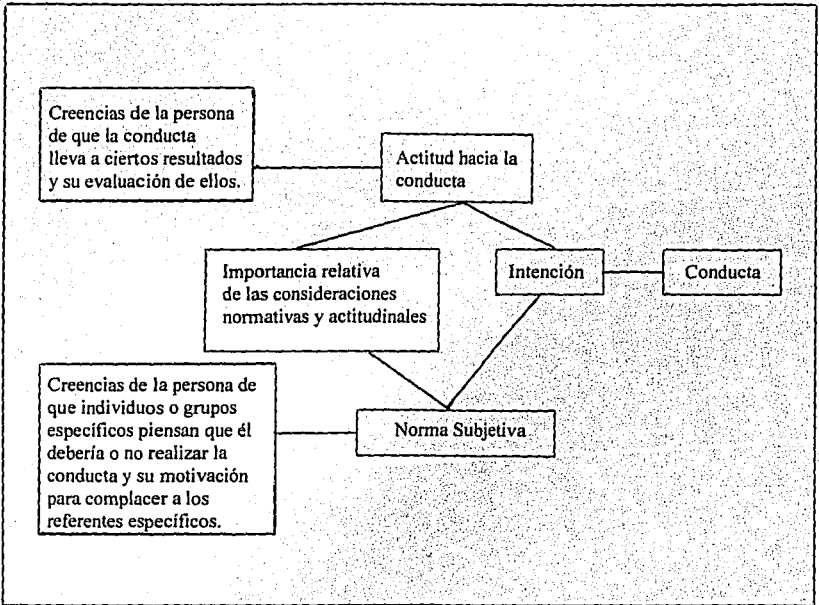 Creencias de la persona
de que la conducta
lleva a ciertos resultados
y su evaluación de ellos.
Actitud hacia la
conducta
Importancia relativa
de las consideraciones
normativas y actitudinales
Intención
Conducta
Creencias de la persona de
que individuos o grupos
específicos piensan que él
debería o no realizar la
conducta y su motivación
para complacer a los
referentes específicos.
Norma Subjetiva